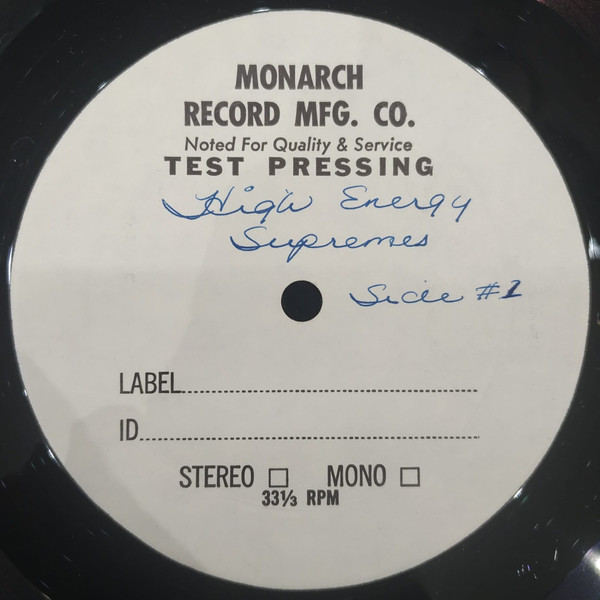 MONARCH
RECORD MFG. CO.
Noted For Quality & Service
TEST PRESSING
High Energy
Supremes
Side #1
LABEL................................................
ID................................................
STEREO □ MONO □
33⅓ RPM